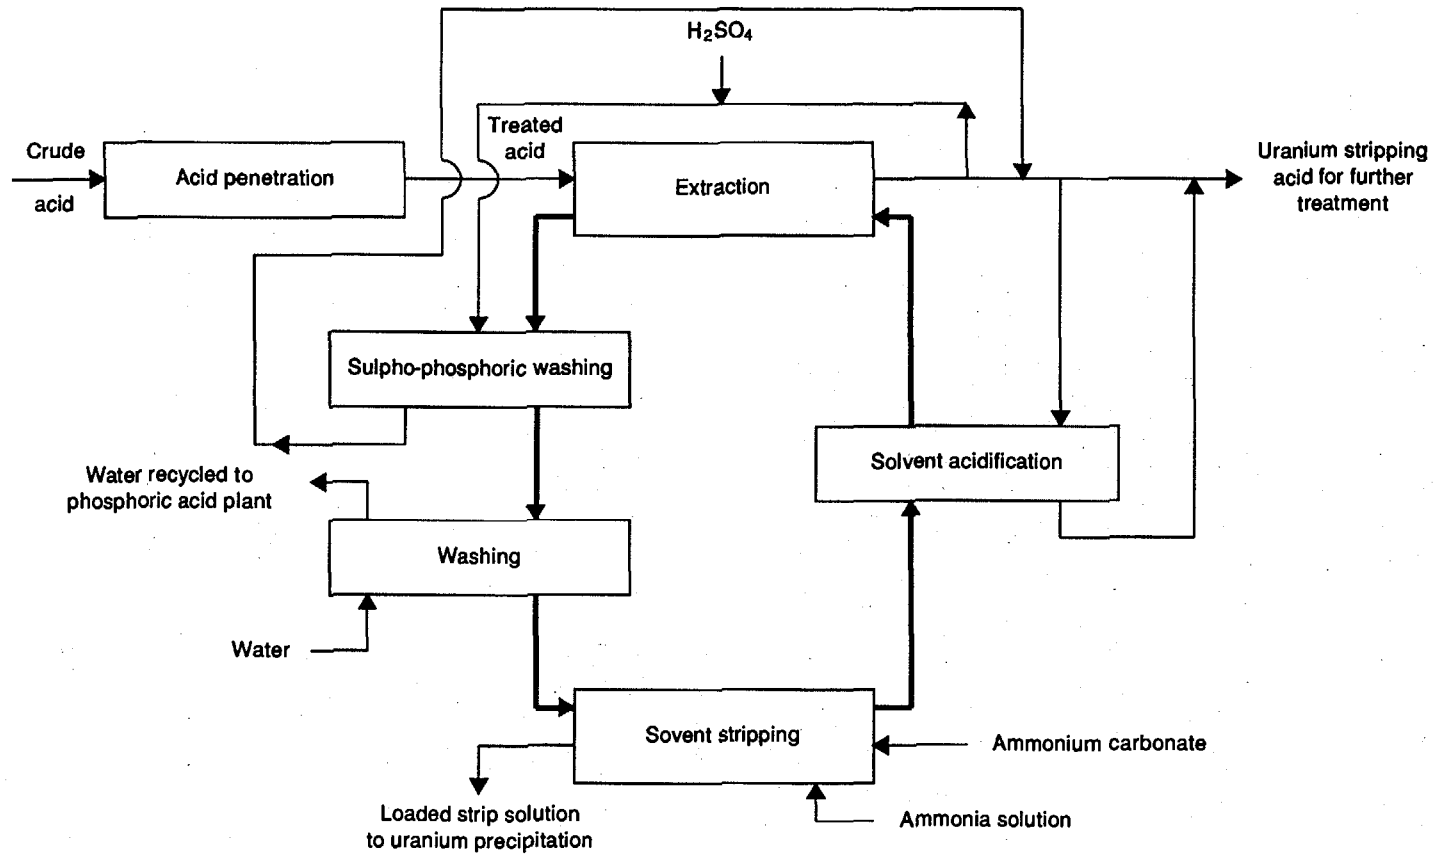 H₂SO₄
Treated
acid
Crude
acid
Acid penetration
Extraction
Uranium stripping
acid for further
treatment
Sulpho-phosphoric washing
Solvent acidification
Water recycled to
phosphoric acid plant
Washing
Water
Sovent stripping
Ammonium carbonate
Loaded strip solution
to uranium precipitation
Ammonia solution